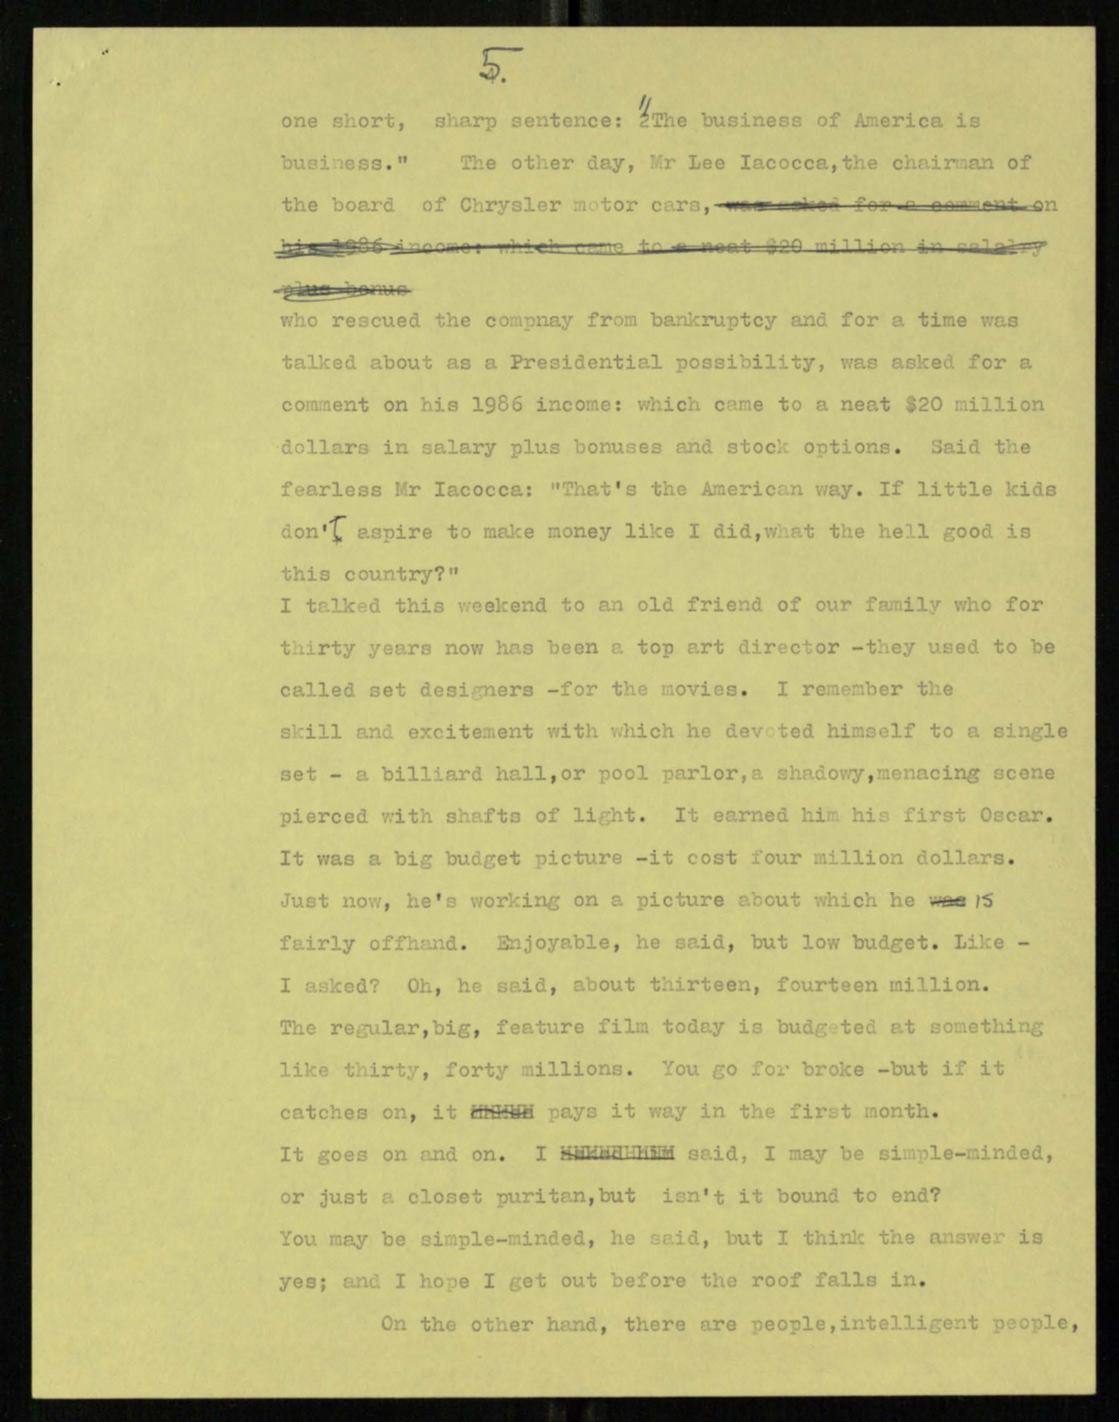 5.
one short, sharp sentence: "The business of America is
business." The other day, Mr Lee Iacocca,the chairman of
the board of Chrysler motor cars, was asked for a comment on
his 1986 income: which came to a neat $20 million in salalry
plus bonus
who rescued the compnay from bankruptcy and for a time was
talked about as a Presidential possibility, was asked for a
comment on his 1986 income: which came to a neat $20 million
dollars in salary plus bonuses and stock options. Said the
fearless Mr Iacocca: "That's the American way. If little kids
don't aspire to make money like I did,what the hell good is
this country?"
I talked this weekend to an old friend of our family who for
thirty years now has been a top art director -they used to be
called set designers -for the movies. I remember the
skill and excitement with which he devoted himself to a single
set - a billiard hall,or pool parlor,a shadowy,menacing scene
pierced with shafts of light. It earned him his first Oscar.
It was a big budget picture -it cost four million dollars.
Just now, he's working on a picture about which he was is
fairly offhand. Enjoyable, he said, but low budget. Like -
I asked? Oh, he said, about thirteen, fourteen million.
The regular,big, feature film today is budgeted at something
like thirty, forty millions. You go for broke -but if it
catches on, it pays it way in the first month.
It goes on and on. I said, I may be simple-minded,
or just a closet puritan,but isn't it bound to end?
You may be simple-minded, he said, but I think the answer is
yes; and I hope I get out before the roof falls in.
On the other hand, there are people,intelligent people,